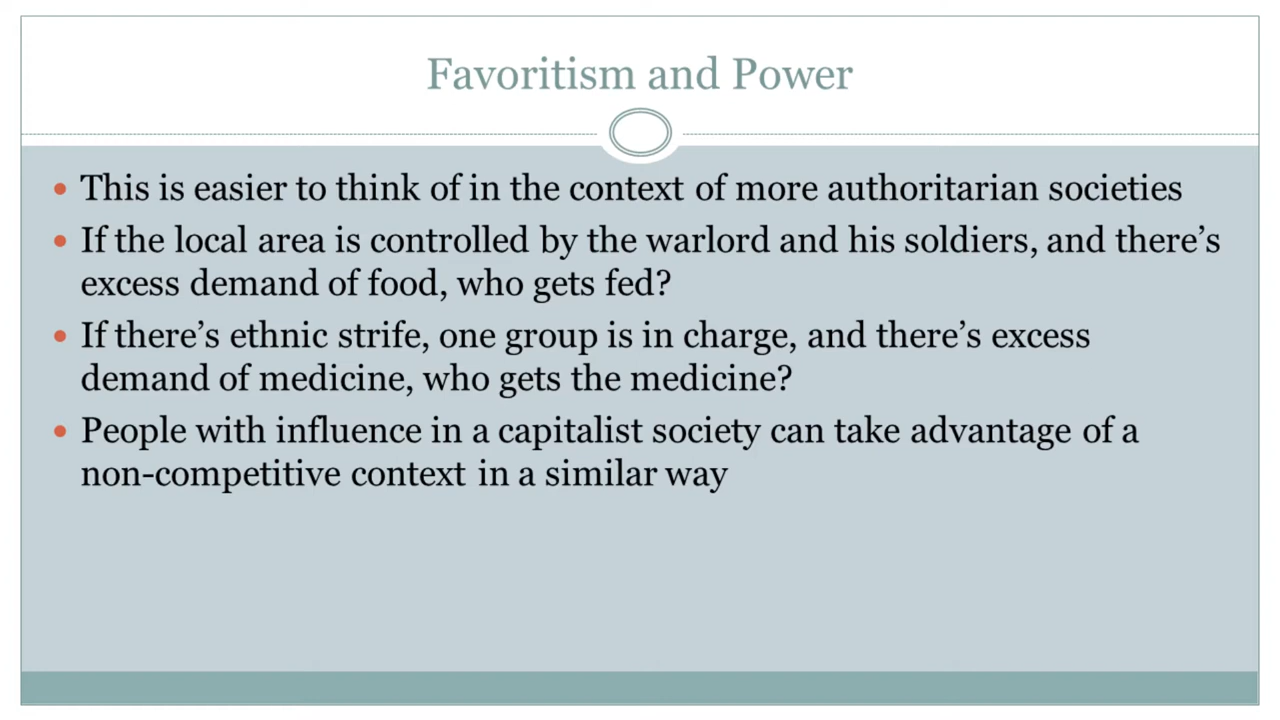 Favoritism and Power
• This is easier to think of in the context of more authoritarian societies
• If the local area is controlled by the warlord and his soldiers, and there’s
excess demand of food, who gets fed?
• If there’s ethnic strife, one group is in charge, and there’s excess
demand of medicine, who gets the medicine?
• People with influence in a capitalist society can take advantage of a
non-competitive context in a similar way